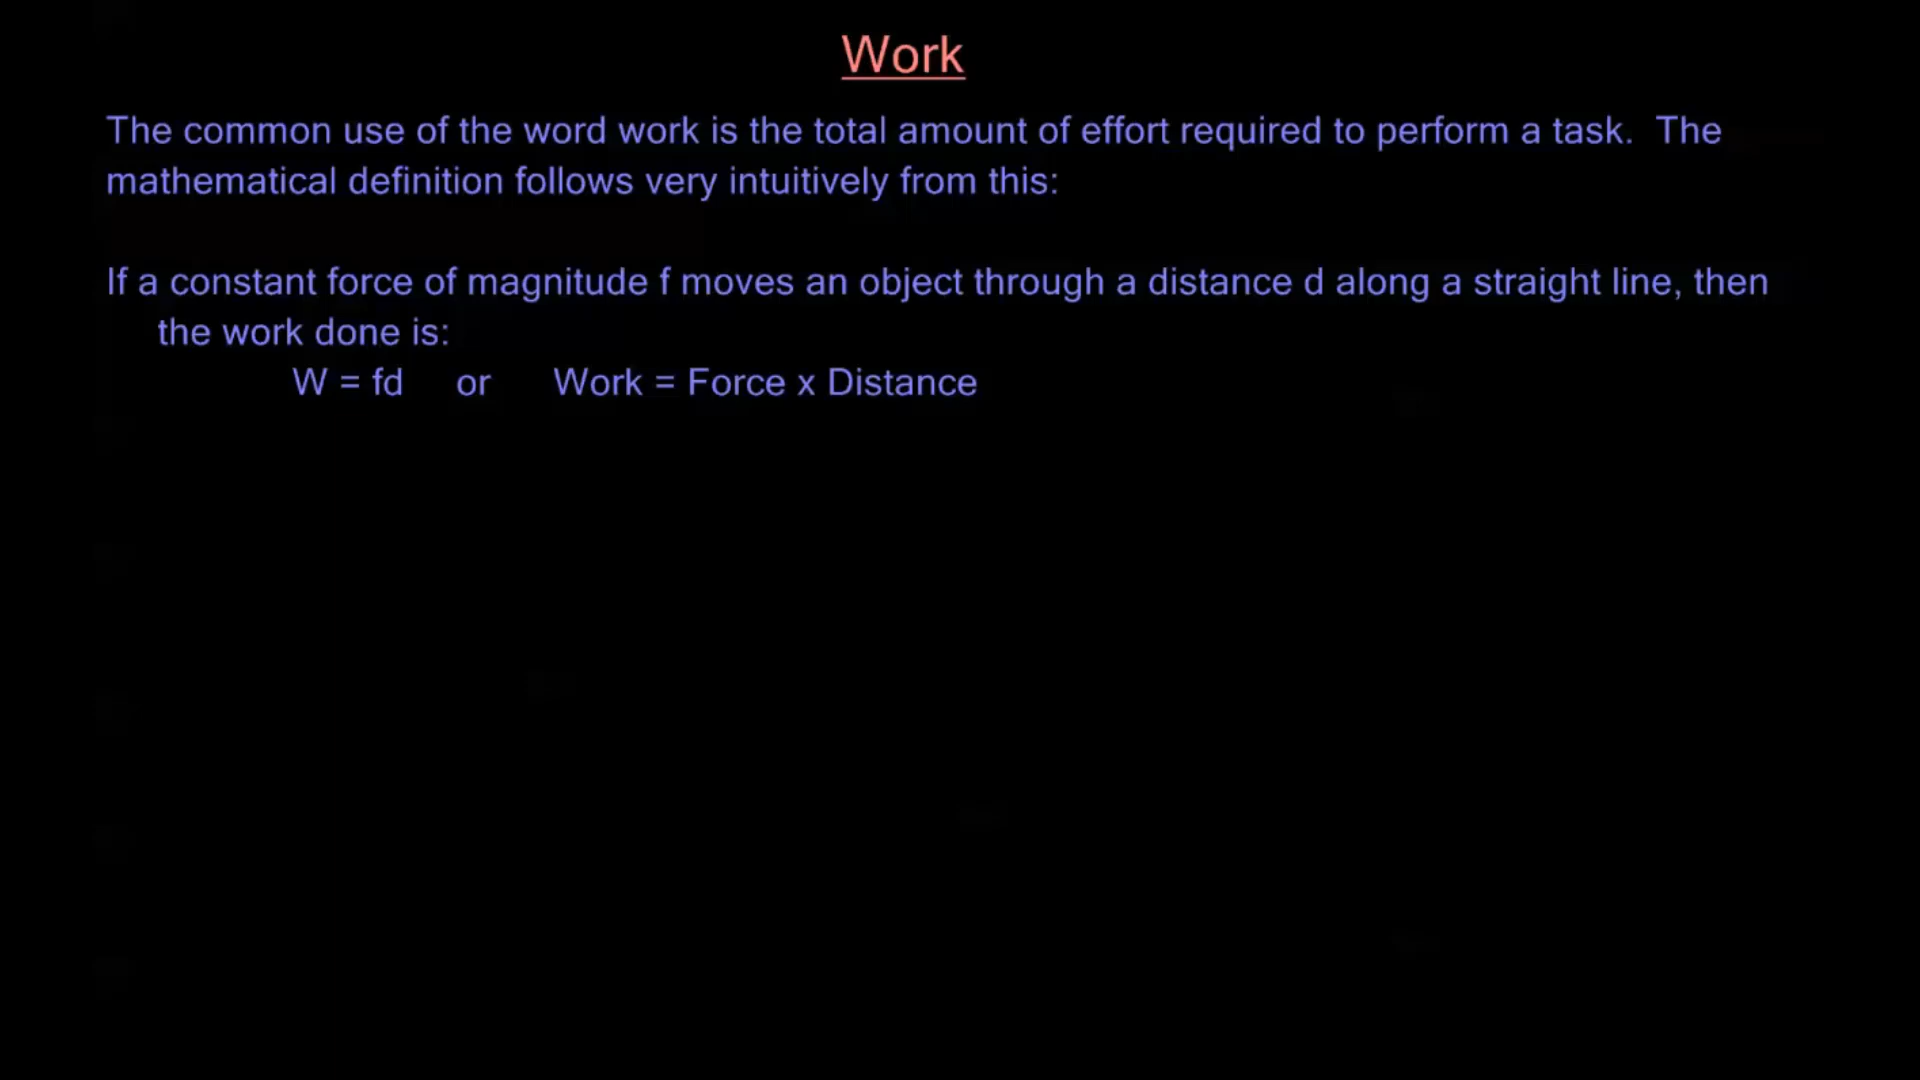 Work
The common use of the word work is the total amount of effort required to perform a task.  The
mathematical definition follows very intuitively from this:
If a constant force of magnitude f moves an object through a distance d along a straight line, then
the work done is:
W = fd or Work = Force x Distance